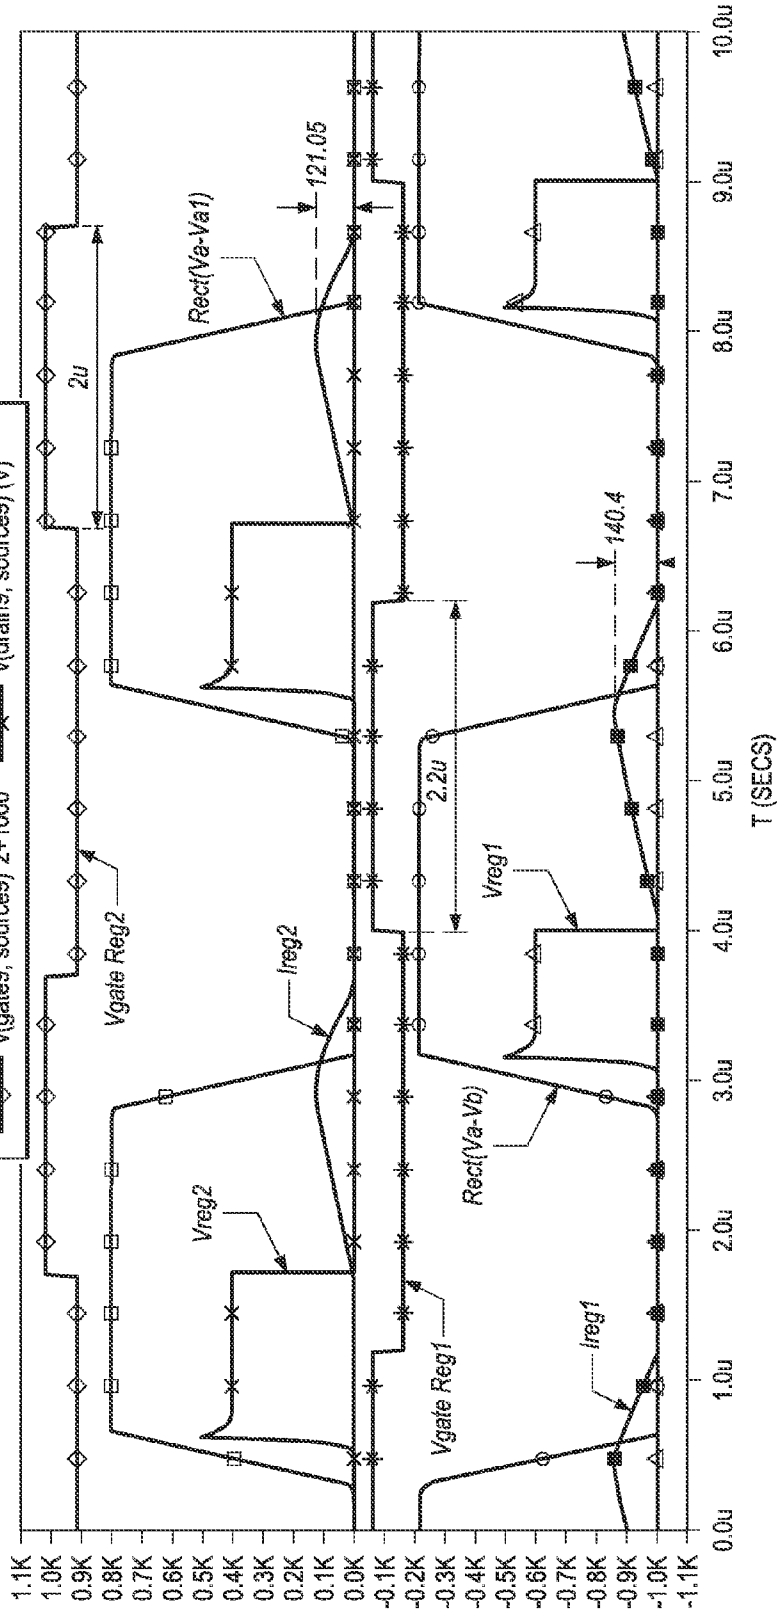 V(gate9, source9)*2+1000 V(drain9, source9) (V)
2u
Rect(Va-Va1)
121.05
Vgate Reg2
Vreg2
Ireg2
2.2u
140.4
Vgate Reg1
Rect(Va-Vb)
Vreg1
Ireg1
1.1K
1.0K
0.9K
0.8K
0.7K
0.6K
0.5K
0.4K
0.3K
0.2K
0.1K
0.0K
-0.1K
-0.2K
-0.3K
-0.4K
-0.5K
-0.6K
-0.7K
-0.8K
-0.9K
-1.0K
-1.1K
0.0u 1.0u 2.0u 3.0u 4.0u 5.0u 6.0u 7.0u 8.0u 9.0u 10.0u
T (SECS)